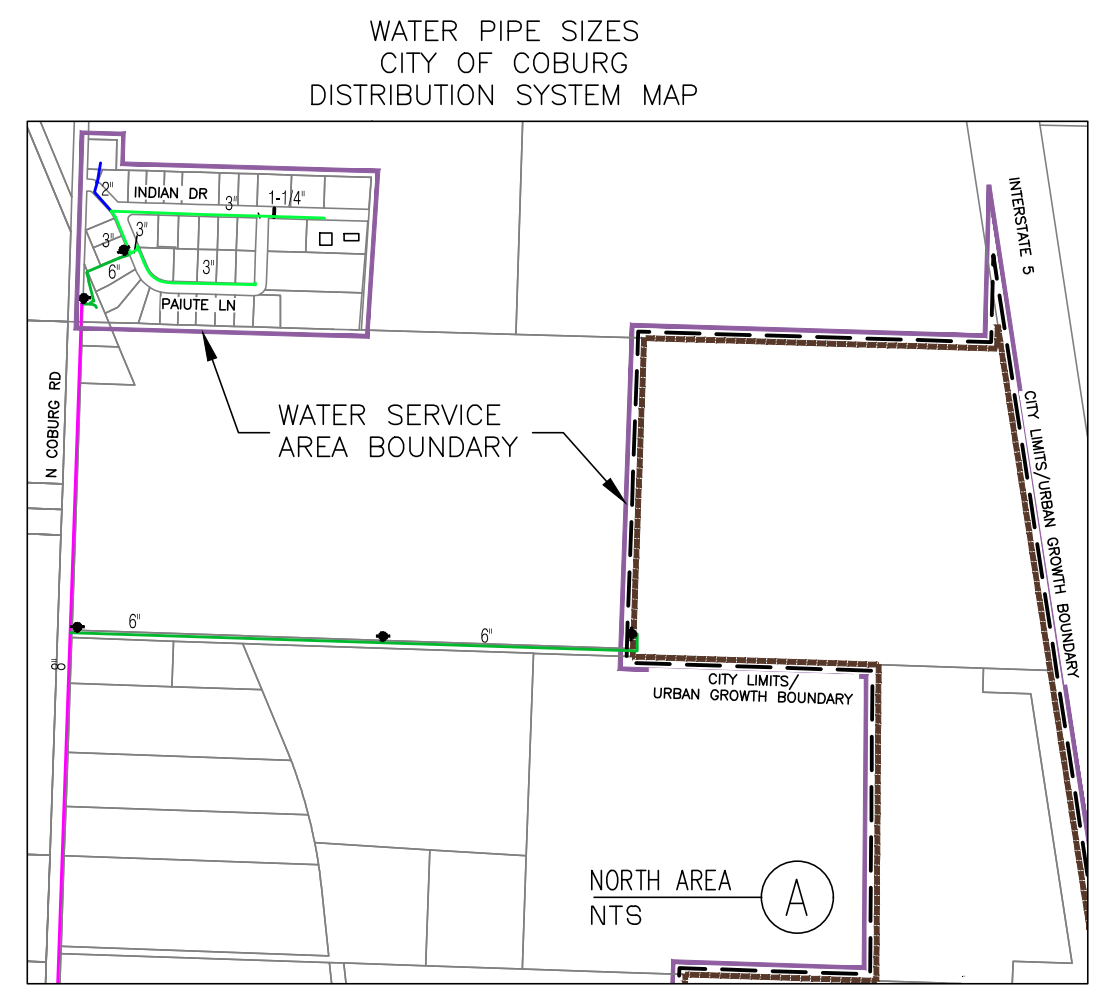 WATER PIPE SIZES
CITY OF COBURG
DISTRIBUTION SYSTEM MAP
INTERSTATE 5
2"
INDIAN DR
3"
1-1/4"
3"
3"
6"
3"
PAIUTE LN
N COBURG RD
WATER SERVICE
AREA BOUNDARY
CITY LIMITS/URBAN GROWTH BOUNDARY
6"
6"
8"
CITY LIMITS/
URBAN GROWTH BOUNDARY
NORTH AREA
A
NTS